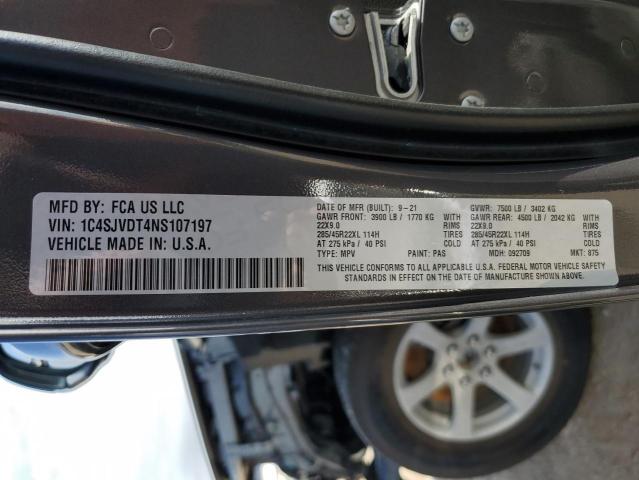 MFD BY: FCA US LLC
VIN: 1C4SJVDT4NS107197
VEHICLE MADE IN: U.S.A.
DATE OF MFR (BUILT): 9-21 GVWR: 7500 LB / 3402 KG
GAWR FRONT: 3900 LB / 1770 KG WITH GAWR REAR: 4500 LB / 2042 KG WITH
22X9.0 RIMS 22X9.0 RIMS
285/45R22XL 114H TIRES 285/45R22XL 114H TIRES
AT 275 kPa / 40 PSI COLD AT 275 kPa / 40 PSI COLD
TYPE: MPV PAINT: PAS MDH: 092709 MKT: 875
THIS VEHICLE CONFORMS TO ALL APPLICABLE U.S.A. FEDERAL MOTOR VEHICLE SAFETY
STANDARDS IN EFFECT ON THE DATE OF MANUFACTURE SHOWN ABOVE.